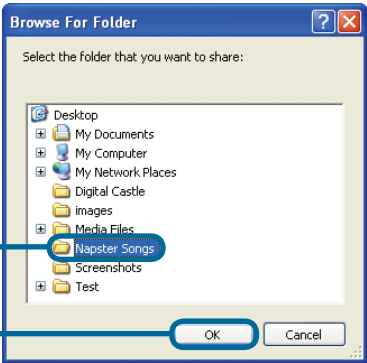 Browse For Folder
Select the folder that you want to share:
Desktop
My Documents
My Computer
My Network Places
Digital Castle
images
Media Files
Napster Songs
Screenshots
Test
OK Cancel